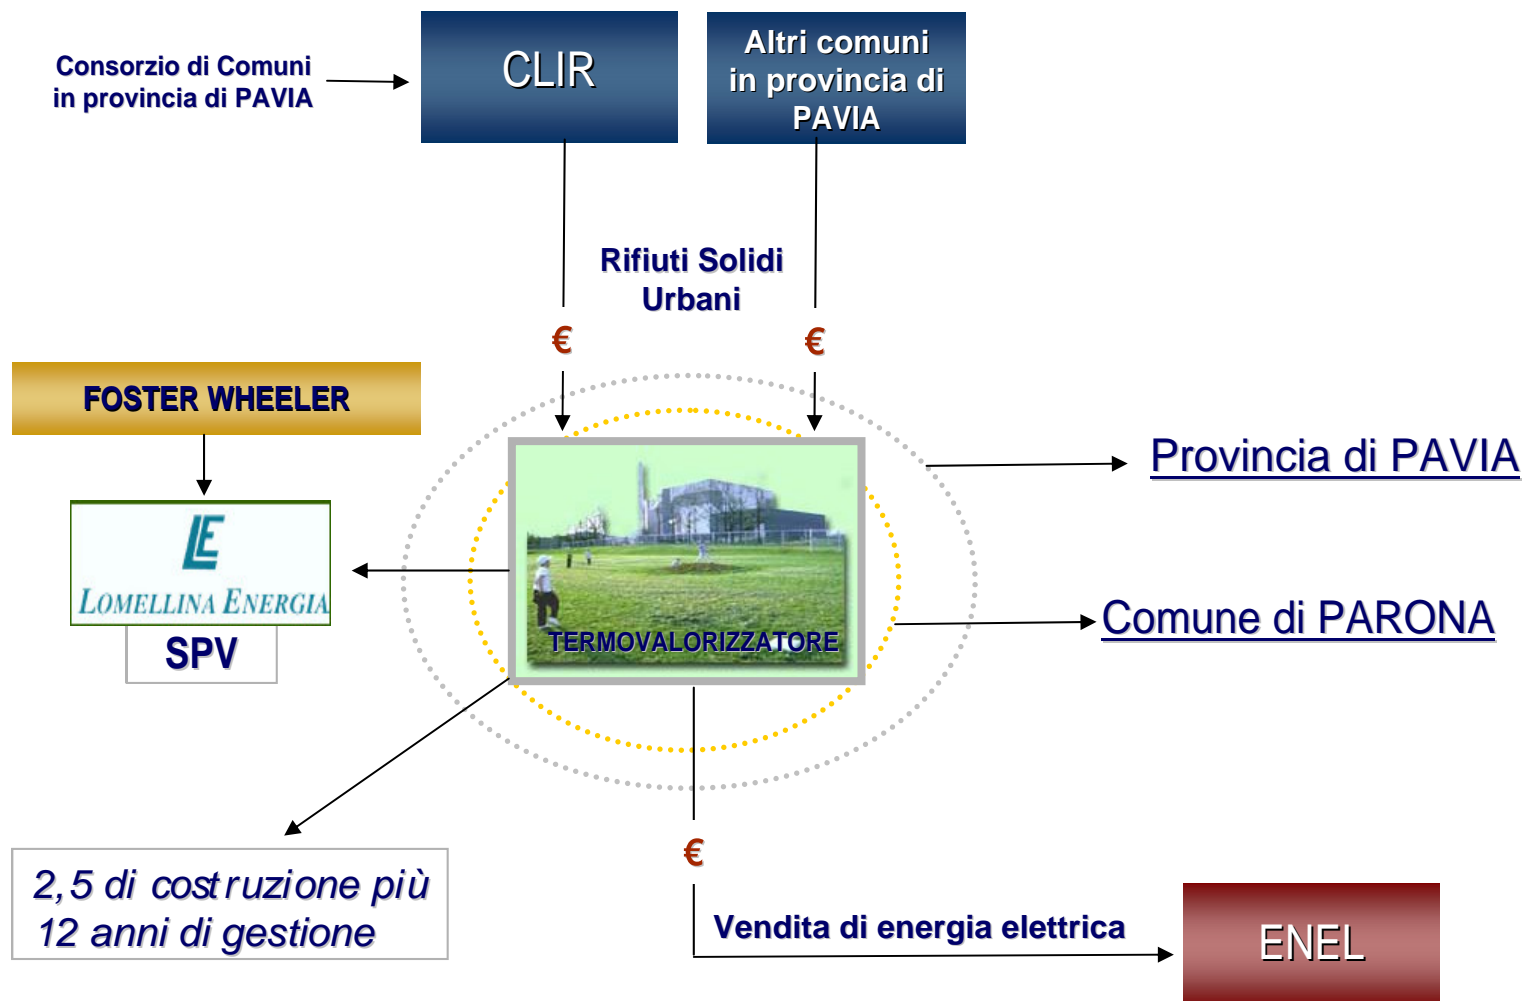 Consorzio di Comuni
in provincia di PAVIA
CLIR
Altri comuni
in provincia di
PAVIA
Rifiuti Solidi
Urbani
€
€
FOSTER WHEELER
LE
LOMELLINA ENERGIA
SPV
TERMOVALORIZZATORE
Provincia di PAVIA
Comune di PARONA
2,5 di costruzione più
12 anni di gestione
€
Vendita di energia elettrica
ENEL